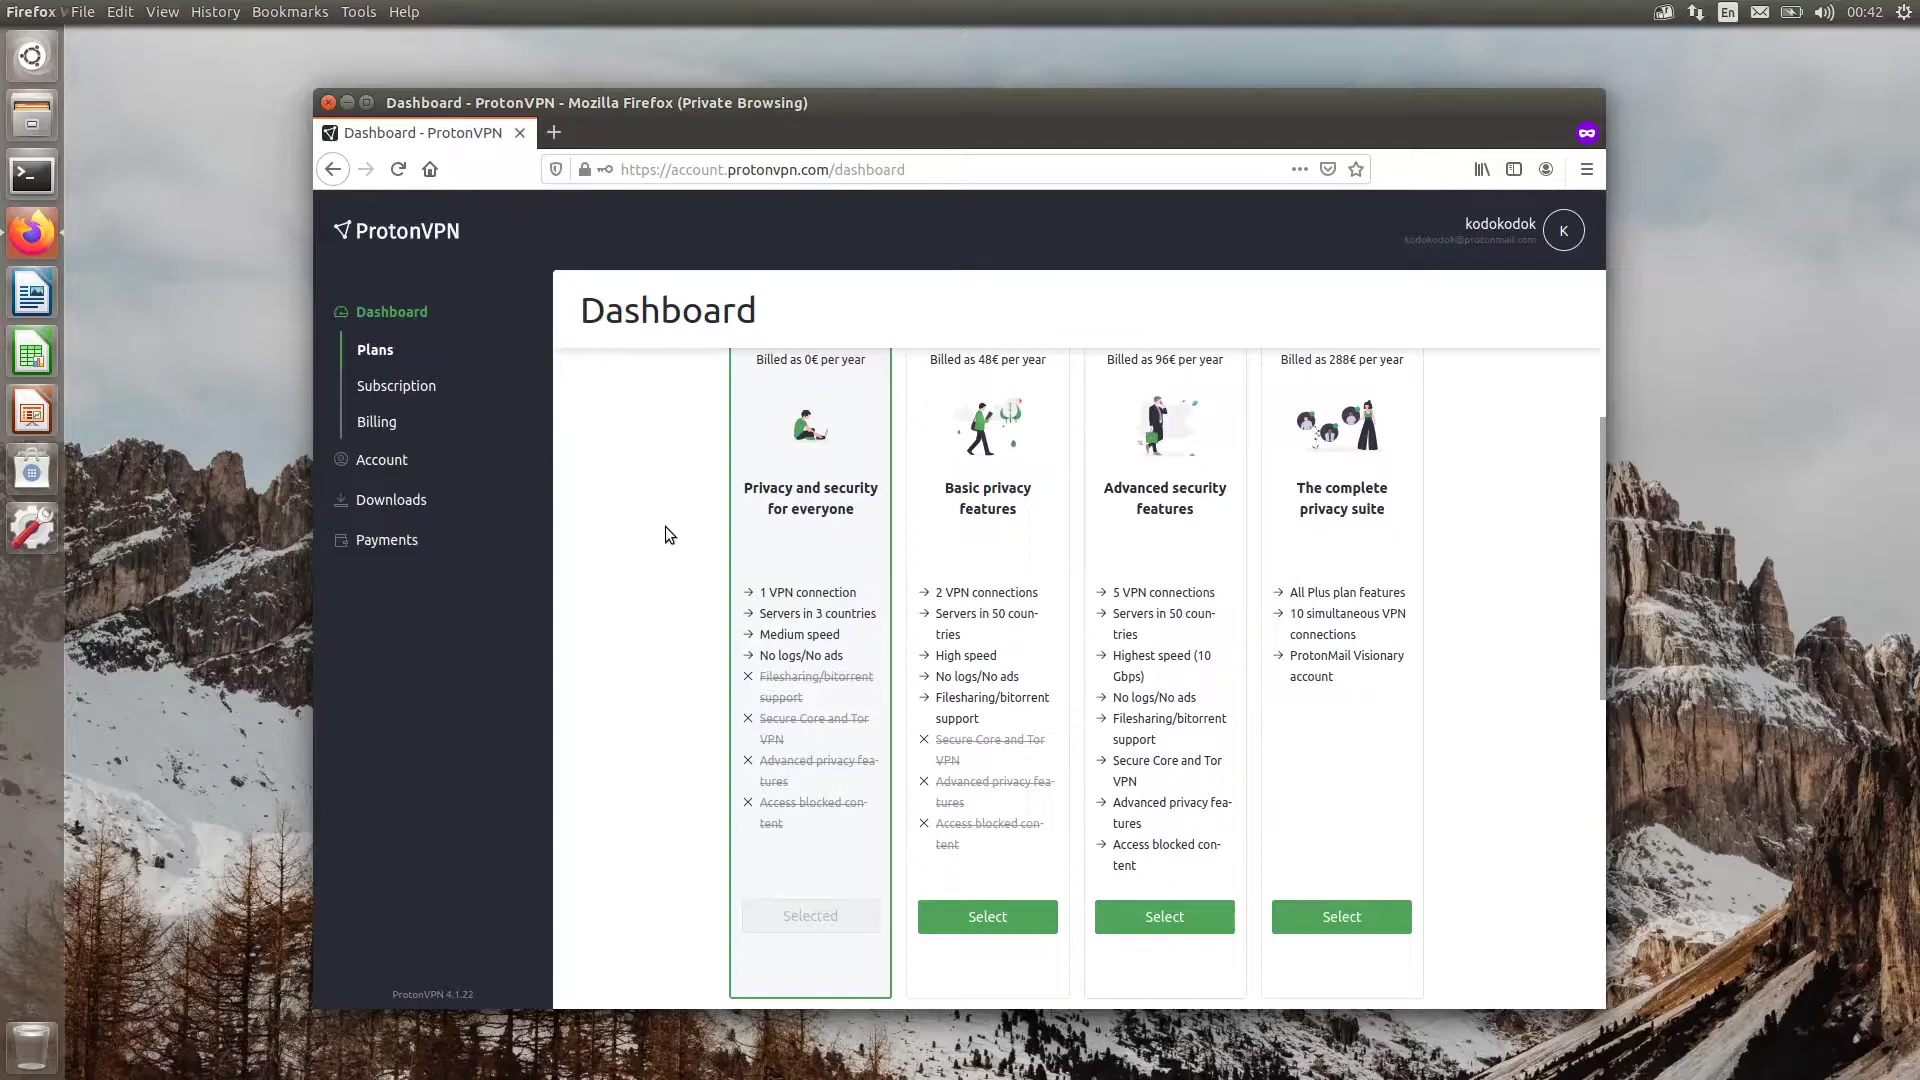 Firefox
File Edit View History Bookmarks Tools Help
En
00:42
Dashboard - ProtonVPN - Mozilla Firefox (Private Browsing)
Dashboard - ProtonVPN
https://account.protonvpn.com/dashboard
ProtonVPN
kodokodok
kodokodok@protonmail.com
K
Dashboard
Plans
Subscription
Billing
Account
Downloads
Payments
ProtonVPN 4.1.22
Dashboard
Billed as 0€ per year
Privacy and security
for everyone
1 VPN connection
Servers in 3 countries
Medium speed
No logs/No ads
Filesharing/bitorrent
support
Secure Core and Tor
VPN
Advanced privacy fea-
tures
Access blocked con-
tent
Selected
Billed as 48€ per year
Basic privacy
features
2 VPN connections
Servers in 50 coun-
tries
High speed
No logs/No ads
Filesharing/bitorrent
support
Secure Core and Tor
VPN
Advanced privacy fea-
tures
Access blocked con-
tent
Select
Billed as 96€ per year
Advanced security
features
5 VPN connections
Servers in 50 coun-
tries
Highest speed (10
Gbps)
No logs/No ads
Filesharing/bitorrent
support
Secure Core and Tor
VPN
Advanced privacy fea-
tures
Access blocked con-
tent
Select
Billed as 288€ per year
The complete
privacy suite
All Plus plan features
10 simultaneous VPN
connections
ProtonMail Visionary
account
Select